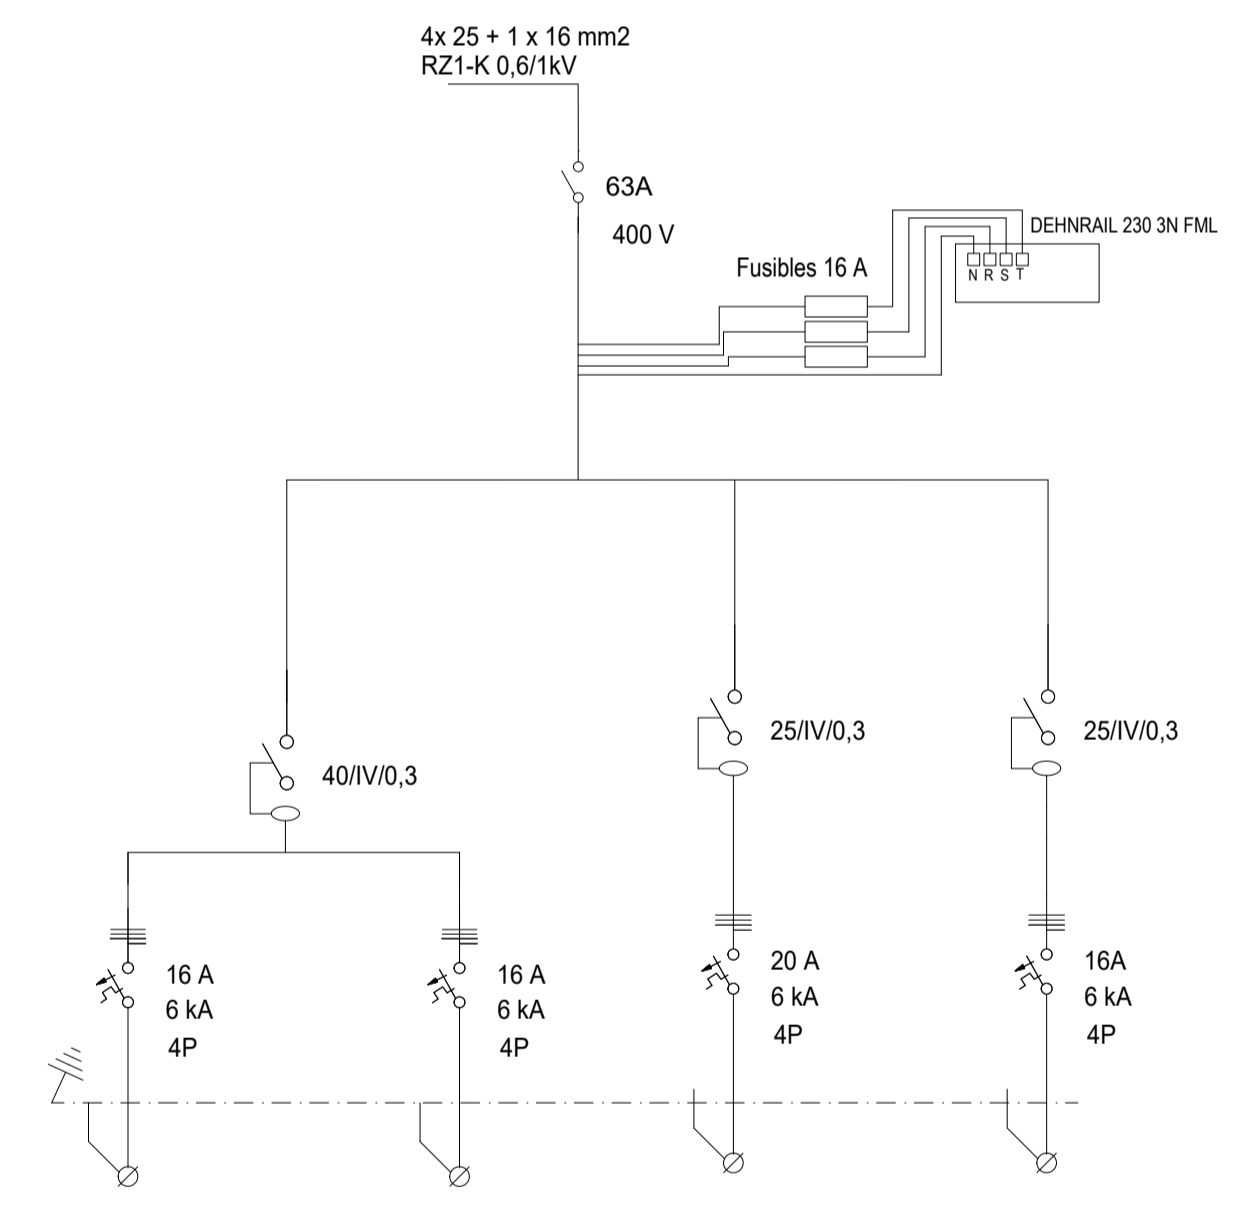 4x 25 + 1 x 16 mm2
RZ1-K 0,6/1kV
63A
400 V
DEHNRAIL 230 3N FML
N R S T
Fusibles 16 A
40/IV/0,3
25/IV/0,3
25/IV/0,3
16 A
6 kA
4P
16 A
6 kA
4P
20 A
6 kA
4P
16A
6 kA
4P